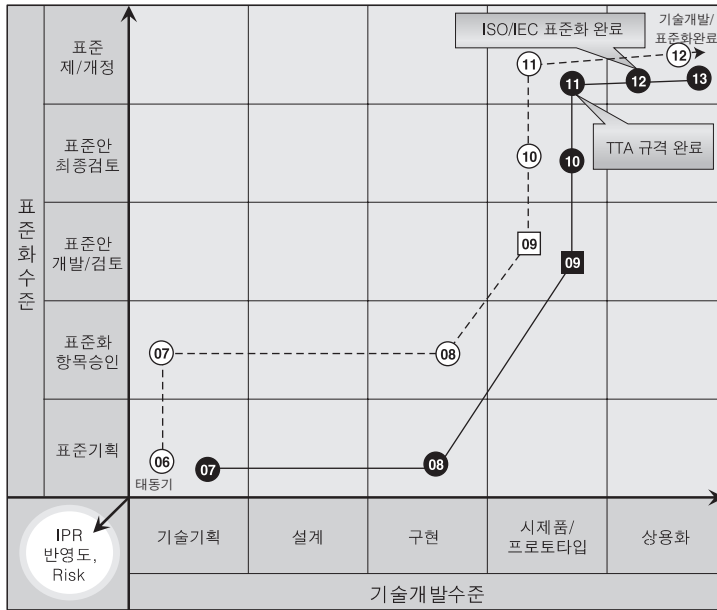 ISO/IEC 표준화 완료
기술개발/
표준화완료
표준
제/개정
11
12
11
12
13
TTA 규격 완료
표준안
최종검토
10
10
표준화수준
표준안
개발/검토
09
09
표준화
항목승인
07
08
표준기획
06
07
08
태동기
IPR
반영도,
Risk
기술기획
설계
구현
시제품/
프로토타입
상용화
기술개발수준